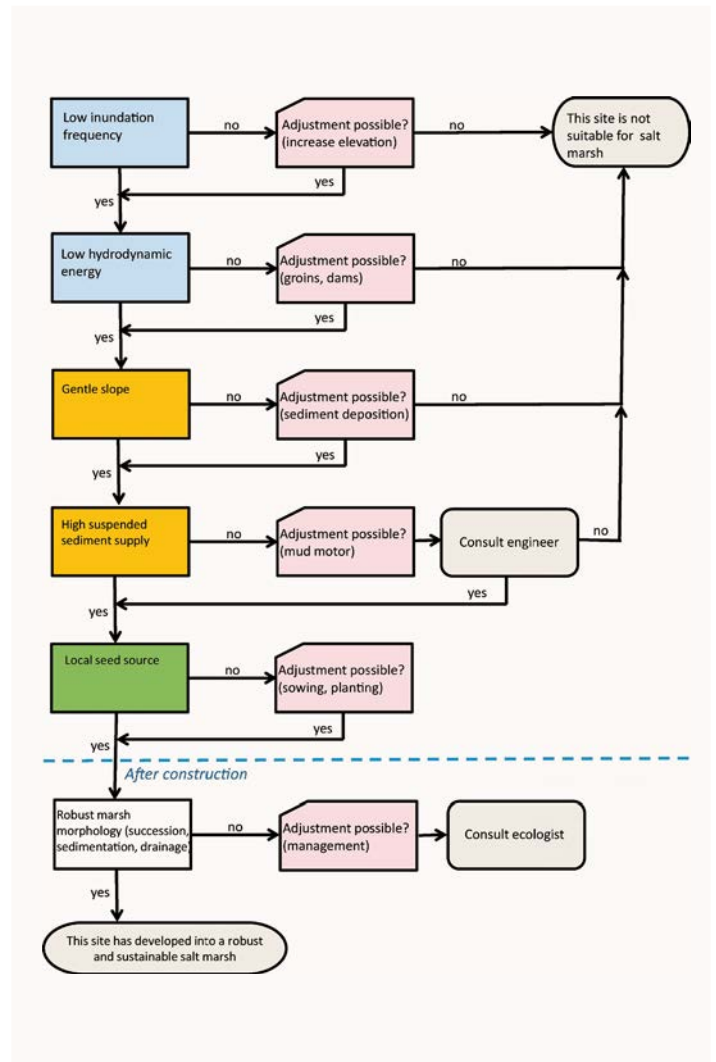 Low inundation
frequency
no
Adjustment possible?
(increase elevation)
no
This site is not
suitable for salt
marsh
yes
yes
Low hydrodynamic
energy
no
Adjustment possible?
(groins, dams)
no
yes
yes
Gentle slope
no
Adjustment possible?
(sediment deposition)
no
yes
yes
High suspended
sediment supply
no
Adjustment possible?
(mud motor)
Consult engineer
no
yes
yes
Local seed source
no
Adjustment possible?
(sowing, planting)
yes
yes
After construction
Robust marsh
morphology (succession,
sedimentation, drainage)
no
Adjustment possible?
(management)
Consult ecologist
yes
This site has developed into a robust
and sustainable salt marsh